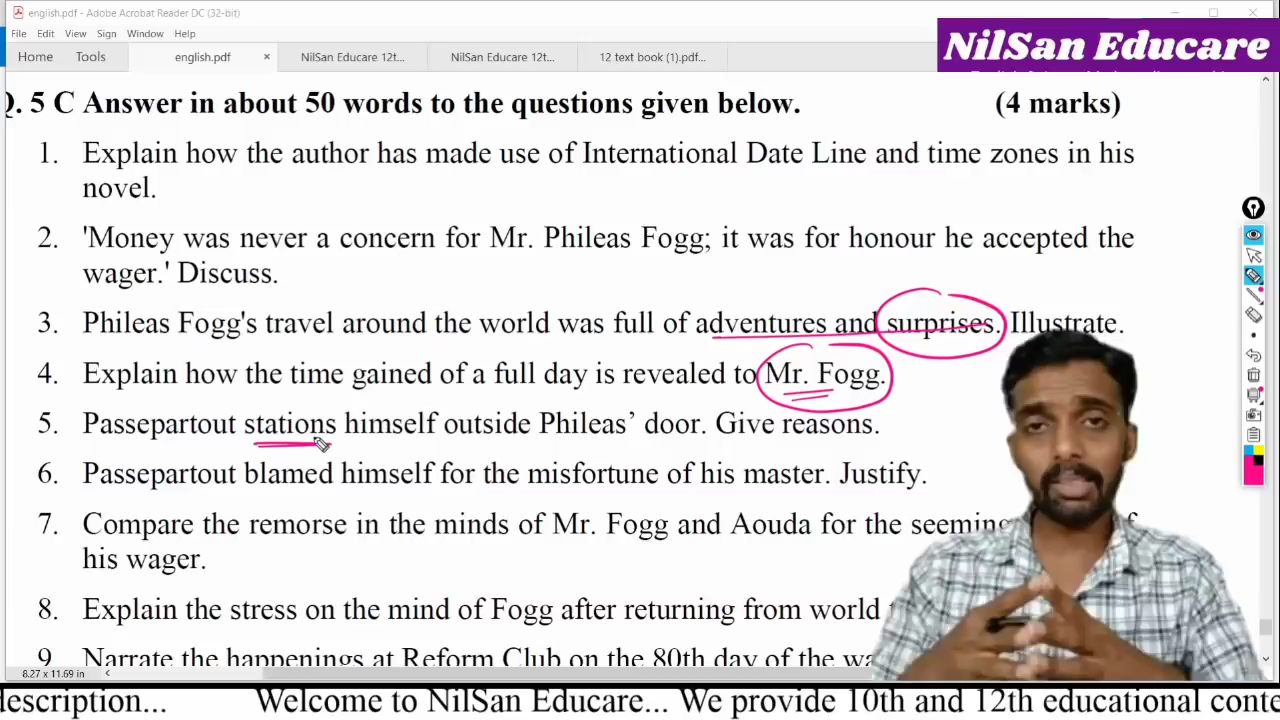 english.pdf - Adobe Acrobat Reader DC (32-bit)
File Edit View Sign Window Help
Home Tools english.pdf × NilSan Educare 12t... NilSan Educare 12t... 12 text book (1).pdf...
NilSan Educare
Q. 5 C Answer in about 50 words to the questions given below. (4 marks)
1. Explain how the author has made use of International Date Line and time zones in his
novel.
2. 'Money was never a concern for Mr. Phileas Fogg; it was for honour he accepted the
wager.' Discuss.
3. Phileas Fogg's travel around the world was full of adventures and surprises. Illustrate.
4. Explain how the time gained of a full day is revealed to Mr. Fogg.
5. Passepartout stations himself outside Phileas’ door. Give reasons.
6. Passepartout blamed himself for the misfortune of his master. Justify.
7. Compare the remorse in the minds of Mr. Fogg and Aouda for the seeming
his wager.
8. Explain the stress on the mind of Fogg after returning from world
9 Narrate the happenings at Reform Club on the 80th day of the
8.27 x 11.69 in
description... Welcome to NilSan Educare... We provide 10th and 12th educational